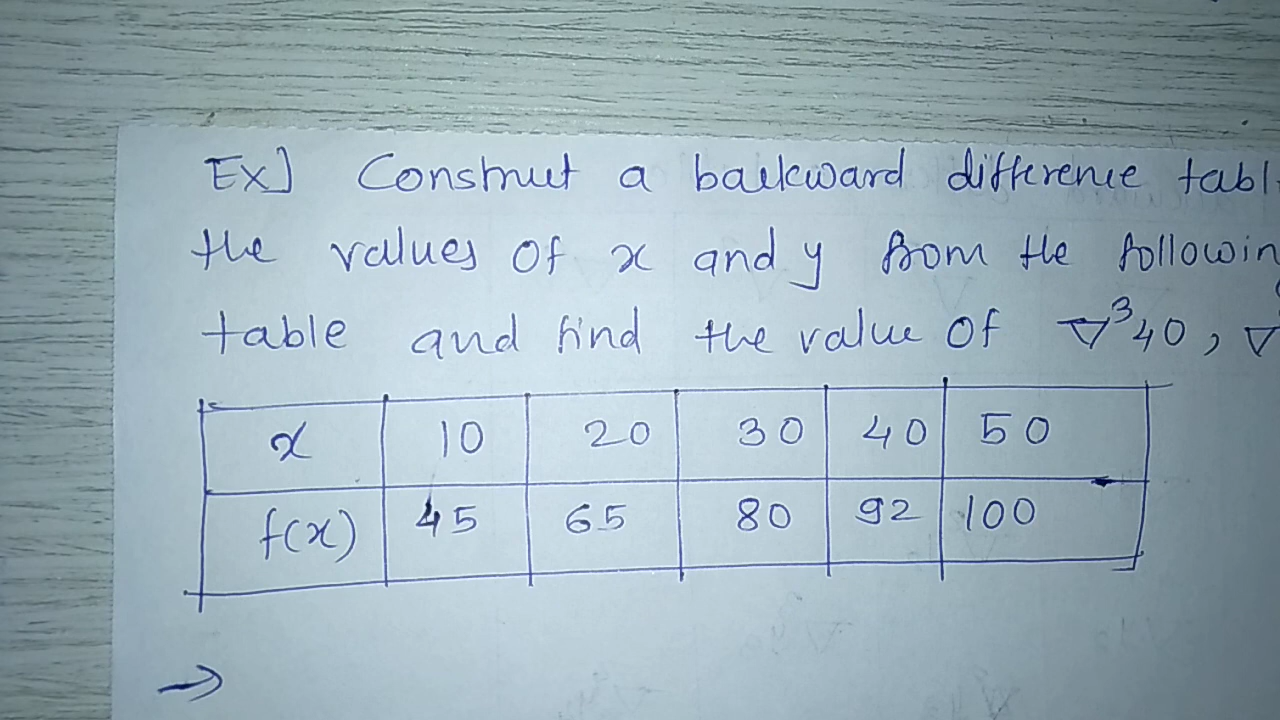 Ex] Construct a backward difference tabl
the values of x and y from the followin
table and find the value of ∇³40, ∇
x 10 20 30 40 50
f(x) 45 65 80 92 100
→